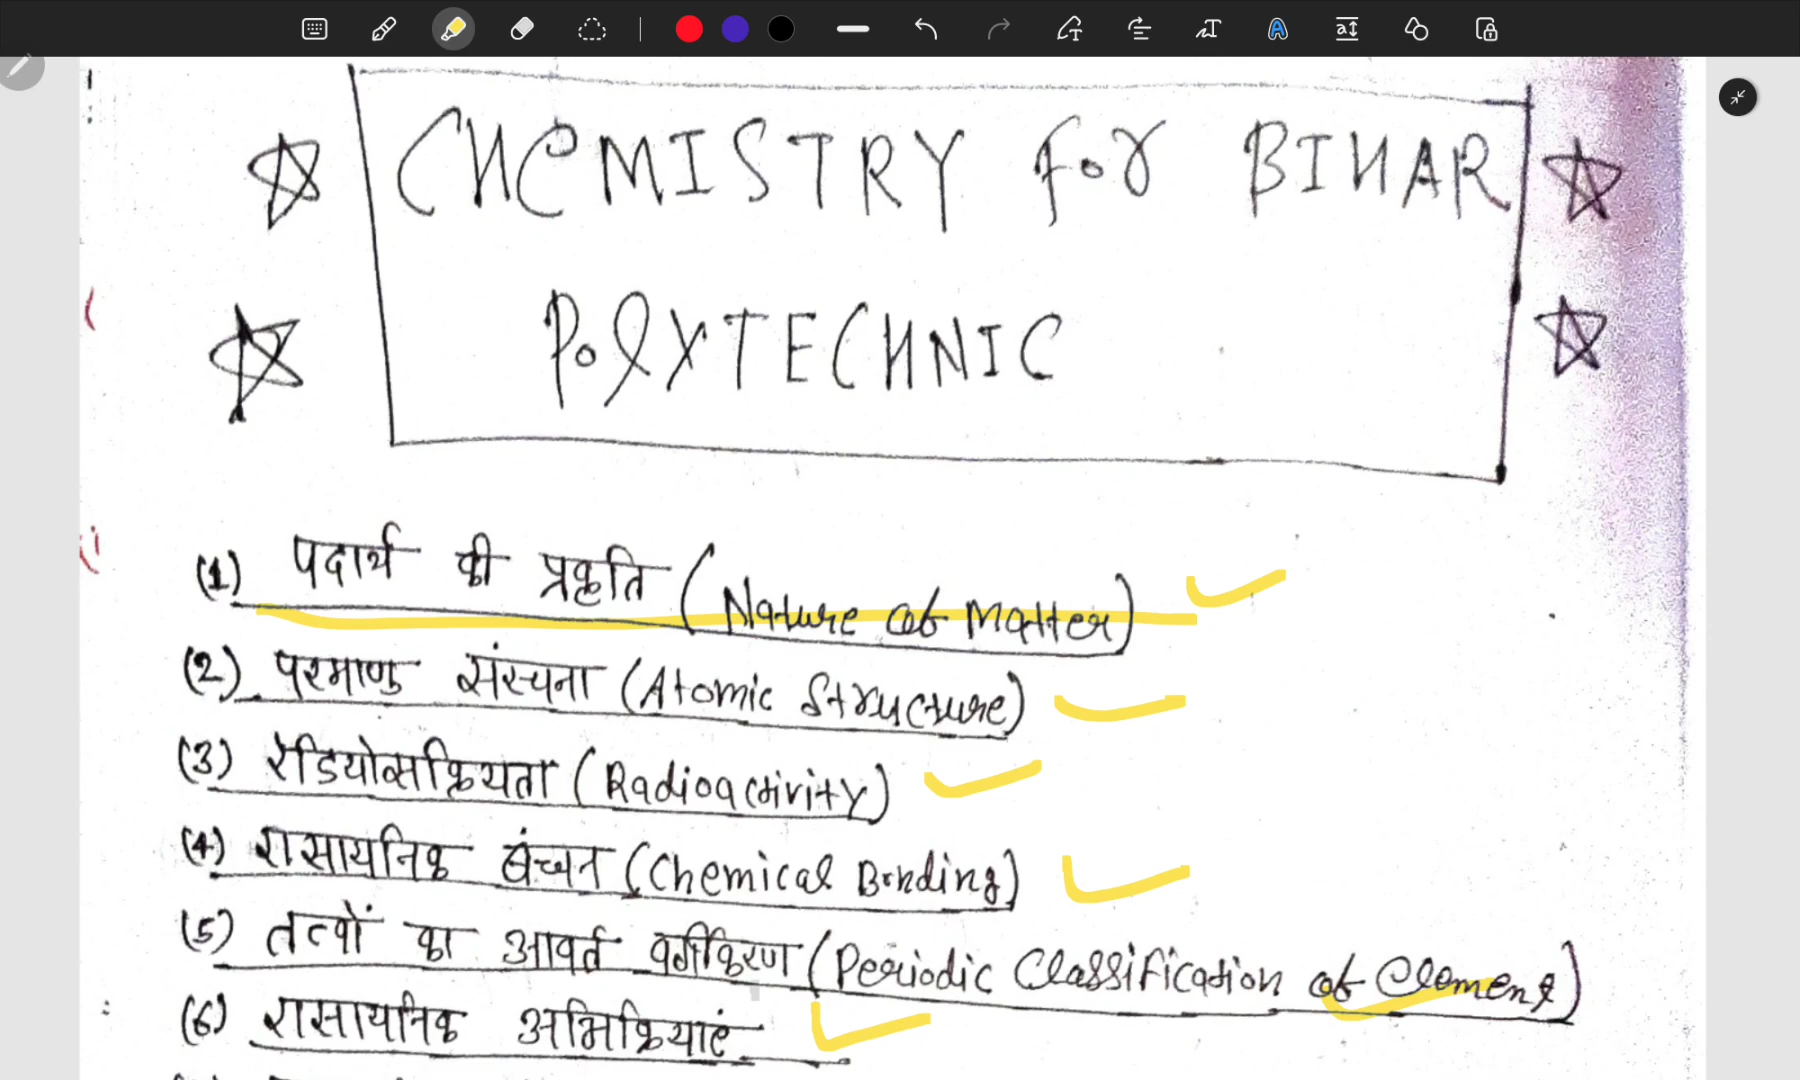 CHEMISTRY FoR BIHAR
PolYTECHNIC
(1) पदार्थ की प्रकृति (Nature of Matter)
(2) परमाणु संरचना (Atomic Structure)
(3) रेडियोसक्रियता (Radioactivity)
(4) रासायनिक बंधन (Chemical Bonding)
(5) तत्वों का आवर्त वर्गीकरण (Periodic Classification of Element)
(6) रासायनिक अभिक्रियाएं